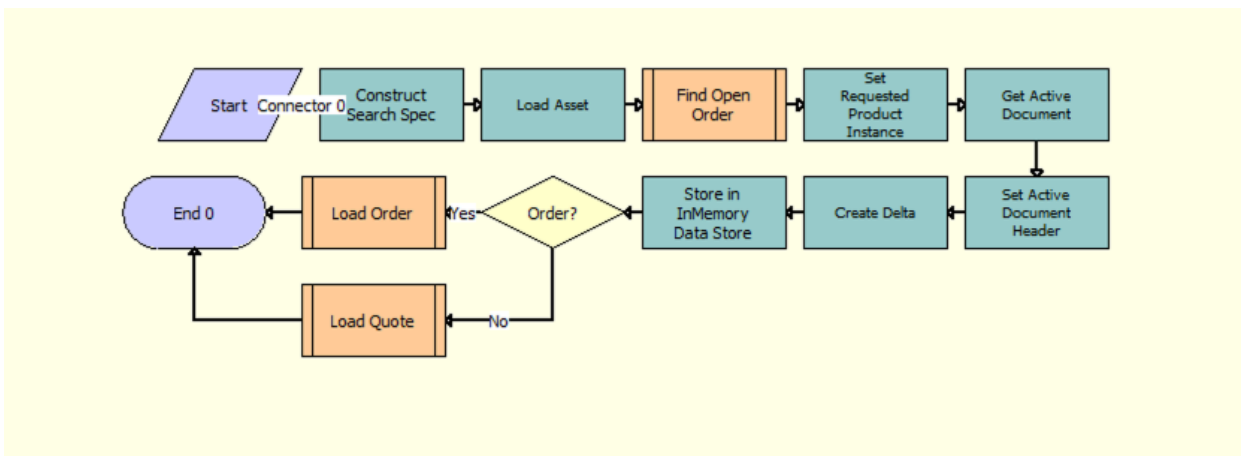 Start
Connector 0
Construct
Search Spec
Load Asset
Find Open
Order
Set
Requested
Product
Instance
Get Active
Document
End 0
Load Order
Yes
Order?
Store in
InMemory
Data Store
Create Delta
Set Active
Document
Header
Load Quote
No